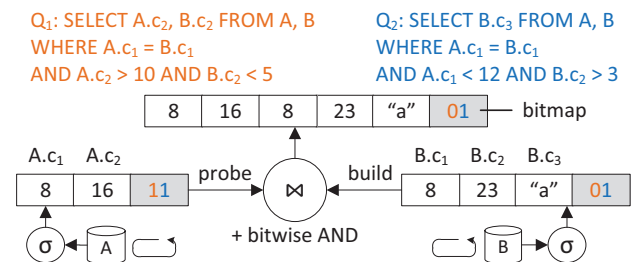 Q₁: SELECT A.c₂, B.c₂ FROM A, B
WHERE A.c₁ = B.c₁
AND A.c₂ > 10 AND B.c₂ < 5
Q₂: SELECT B.c₃ FROM A, B
WHERE A.c₁ = B.c₁
AND A.c₁ < 12 AND B.c₂ > 3
8 16 8 23 “a” 01 bitmap
A.c₁ A.c₂
B.c₁ B.c₂ B.c₃
8 16 11
probe
⋈
build
8 23 “a” 01
+ bitwise AND
σ A
B σ